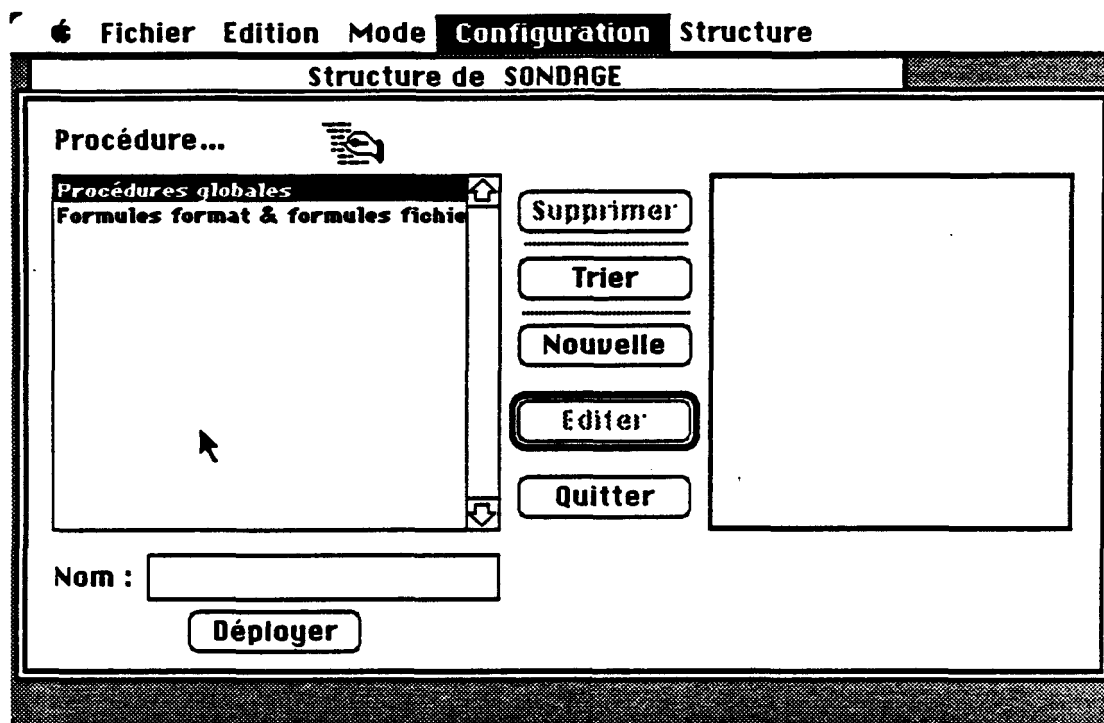 Fichier Edition Mode Configuration Structure
Structure de SONDAGE
Procédure...
Procédures globales
Formules format & formules fichie
Supprimer
Trier
Nouvelle
Editer
Quitter
Nom :
Déployer